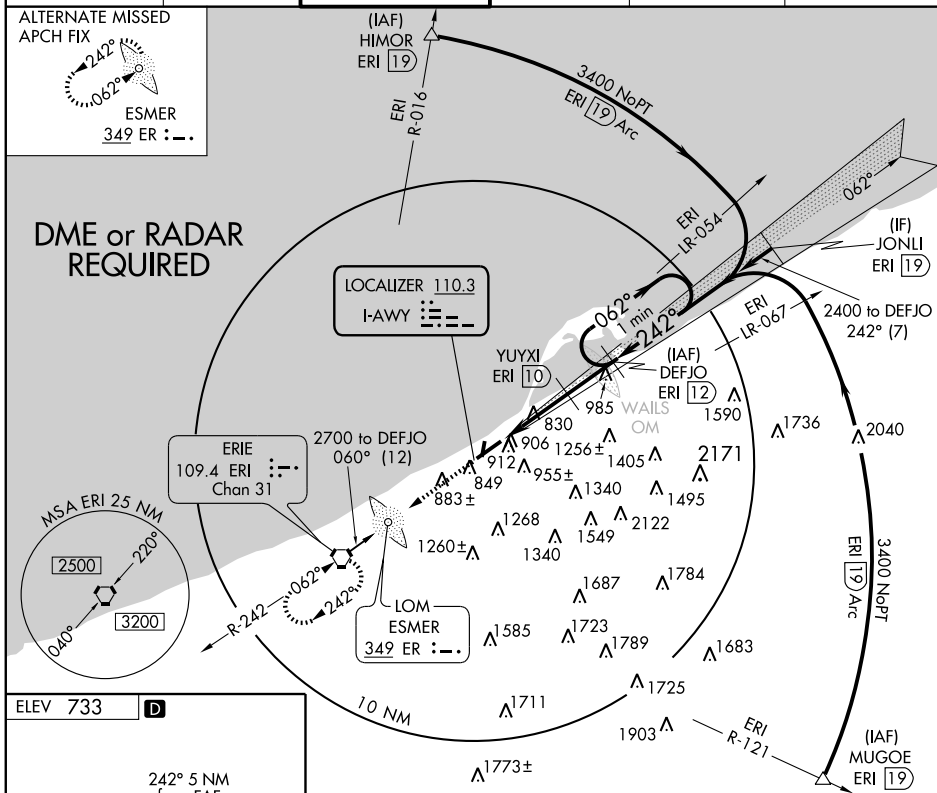 ALTERNATE MISSED
APCH FIX
242°
062°
ESMER
349 ER
(IAF)
HIMOR
ERI 19
ERI
R-016
3400 NoPT
ERI 19 Arc
062°
DME or RADAR
REQUIRED
ERI
LR-054
(IF)
JONLI
ERI 19
LOCALIZER 110.3
I-AWY
062°
1 min
242°
ERI
LR-067
2400 to DEFJO
242° (7)
YUYXI
ERI 10
(IAF)
DEFJO
ERI 12
985
WAILS
OM
830
1590
1736
2040
906
912
1256±
1405
2171
849
955±
883±
1340
1495
ERIE
109.4 ERI
Chan 31
2700 to DEFJO
060° (12)
1268
1549
2122
1260±
1340
MSA ERI 25 NM
2500
220°
3200
040°
R-242
062°
242°
LOM
ESMER
349 ER
1687
1784
3400 NoPT
ERI 19 Arc
1585
1723
1789
1683
1725
1711
1903
10 NM
ERI
R-121
(IAF)
MUGOE
ERI 19
1773±
ELEV 733
D
242° 5 NM